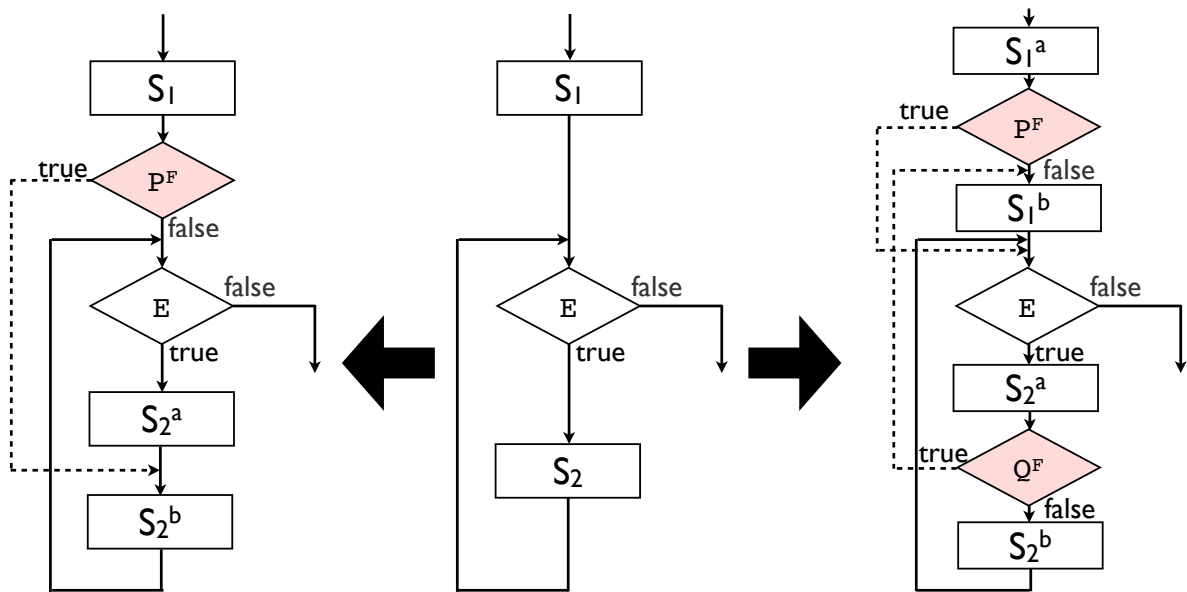 S₁
Pᶠ
true
false
E
false
true
S₂ᵃ
S₂ᵇ
S₁
E
false
true
S₂
S₁ᵃ
true
Pᶠ
false
S₁ᵇ
E
false
true
S₂ᵃ
true
Qᶠ
false
S₂ᵇ